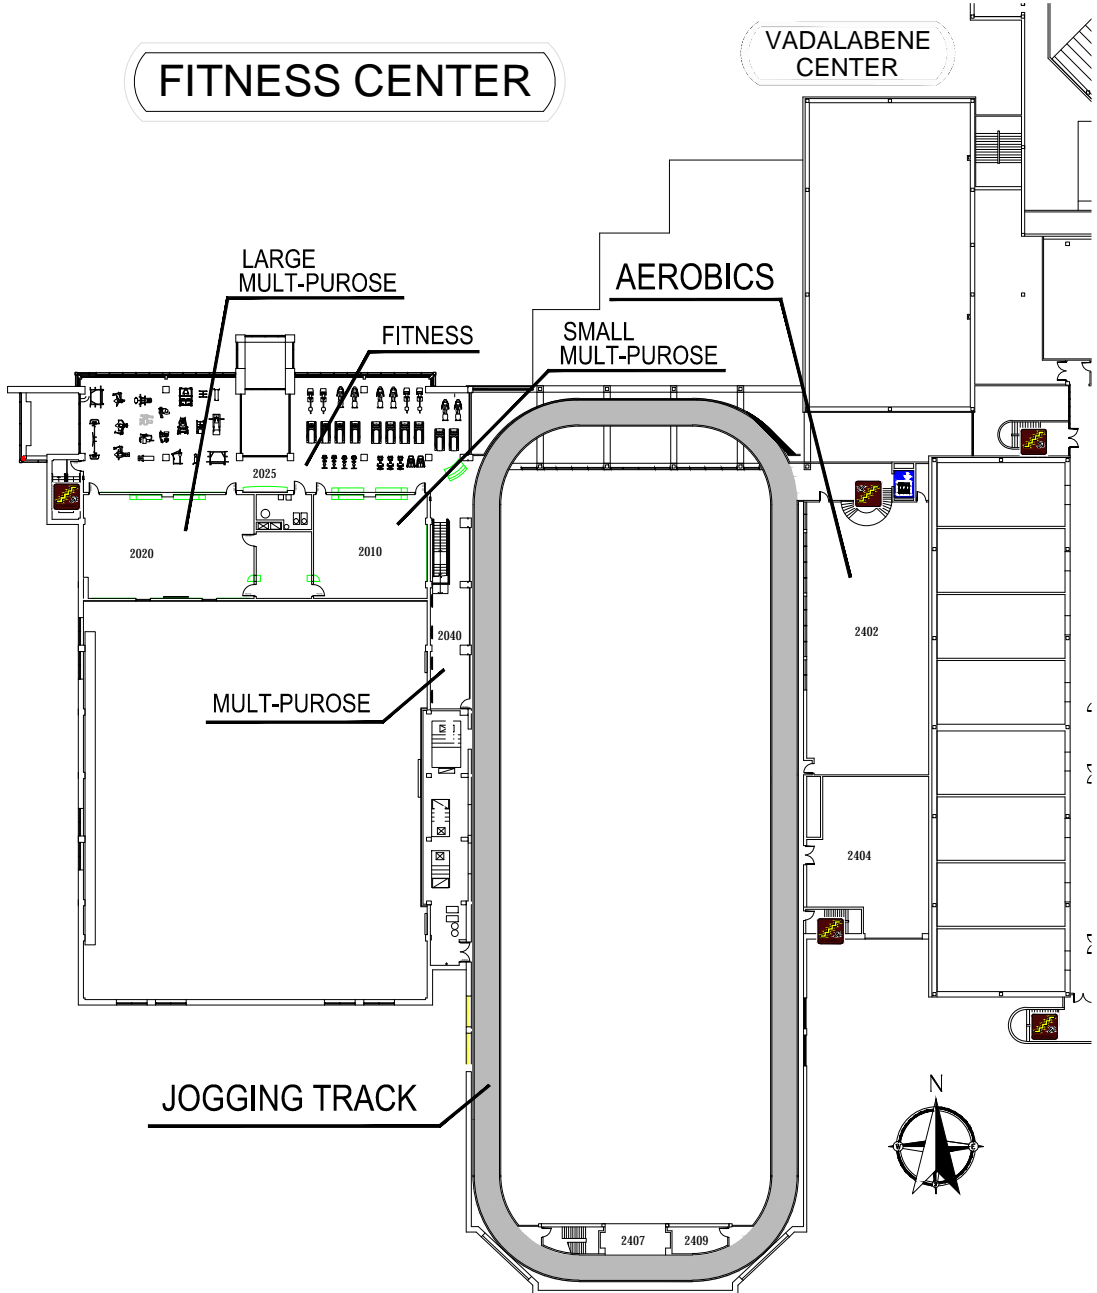 FITNESS CENTER
VADALABENE
CENTER
LARGE
MULT-PUROSE
AEROBICS
FITNESS
SMALL
MULT-PUROSE
2025
2020
2010
2402
2040
MULT-PUROSE
2404
JOGGING TRACK
N
2407
2409